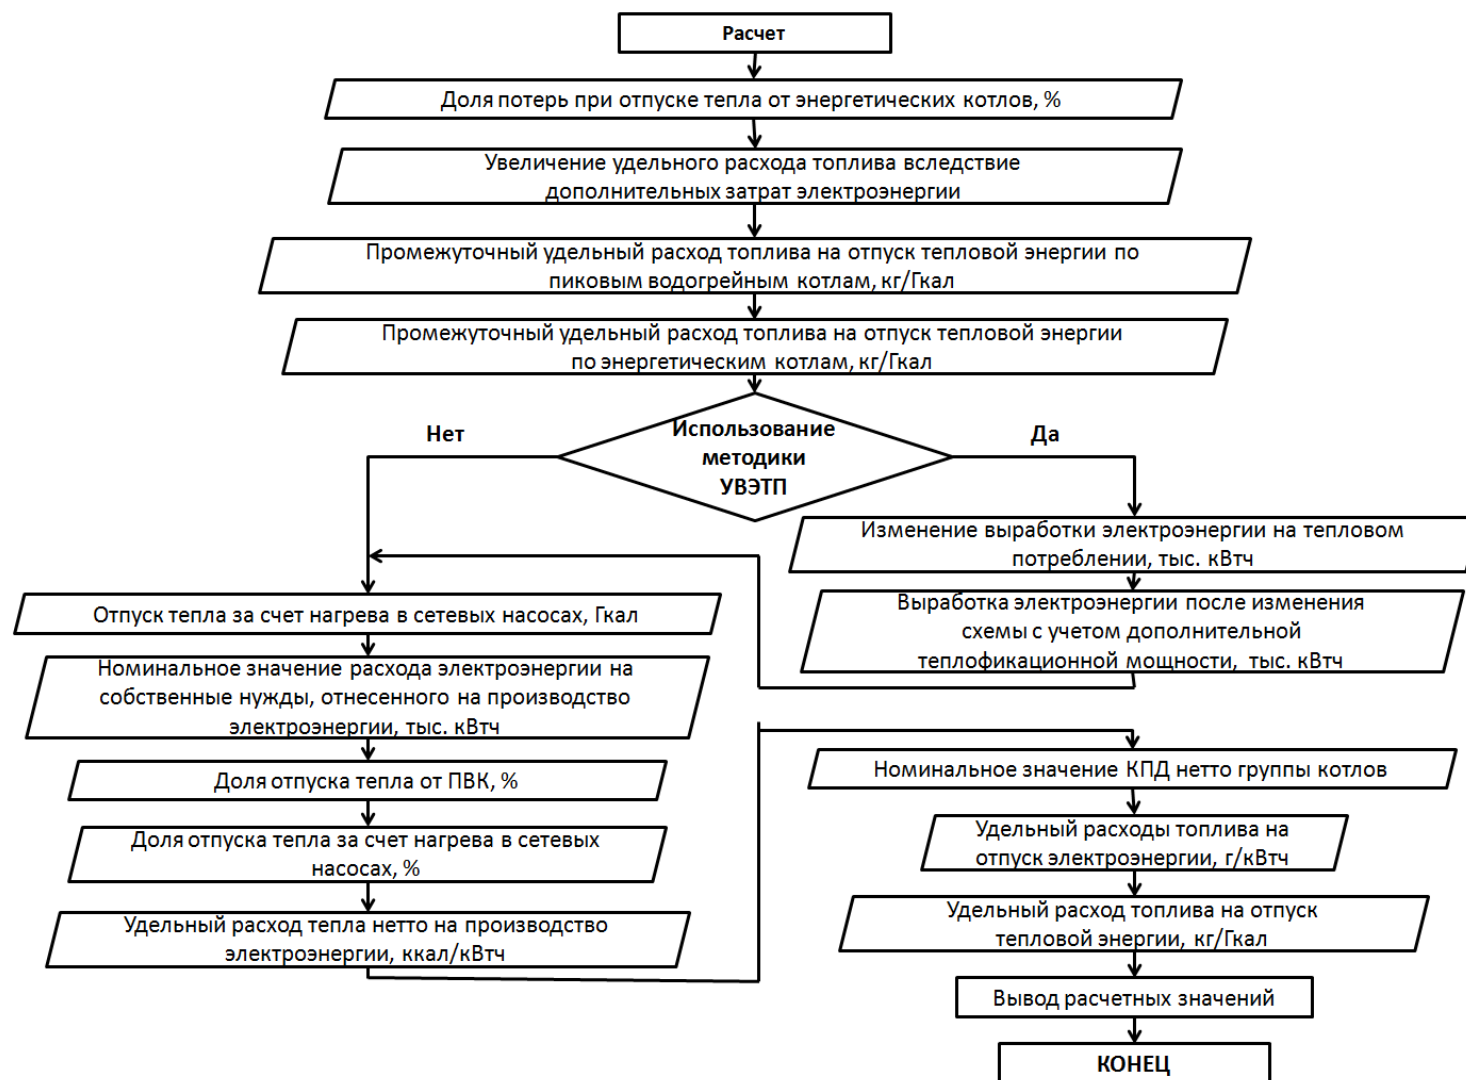 Расчет
Доля потерь при отпуске тепла от энергетических котлов, %
Увеличение удельного расхода топлива вследствие
дополнительных затрат электроэнергии
Промежуточный удельный расход топлива на отпуск тепловой энергии по
пиковым водогрейным котлам, кг/Гкал
Промежуточный удельный расход топлива на отпуск тепловой энергии
по энергетическим котлам, кг/Гкал
Использование
методики
УВЭТП
Нет
Да
Изменение выработки электроэнергии на тепловом
потреблении, тыс. кВтч
Выработка электроэнергии после изменения
схемы с учетом дополнительной
теплофикационной мощности, тыс. кВтч
Отпуск тепла за счет нагрева в сетевых насосах, Гкал
Номинальное значение расхода электроэнергии на
собственные нужды, отнесенного на производство
электроэнергии, тыс. кВтч
Доля отпуска тепла от ПВК, %
Доля отпуска тепла за счет нагрева в сетевых
насосах, %
Удельный расход тепла нетто на производство
электроэнергии, ккал/кВтч
Номинальное значение КПД нетто группы котлов
Удельный расходы топлива на
отпуск электроэнергии, г/кВтч
Удельный расход топлива на отпуск
тепловой энергии, кг/Гкал
Вывод расчетных значений
КОНЕЦ